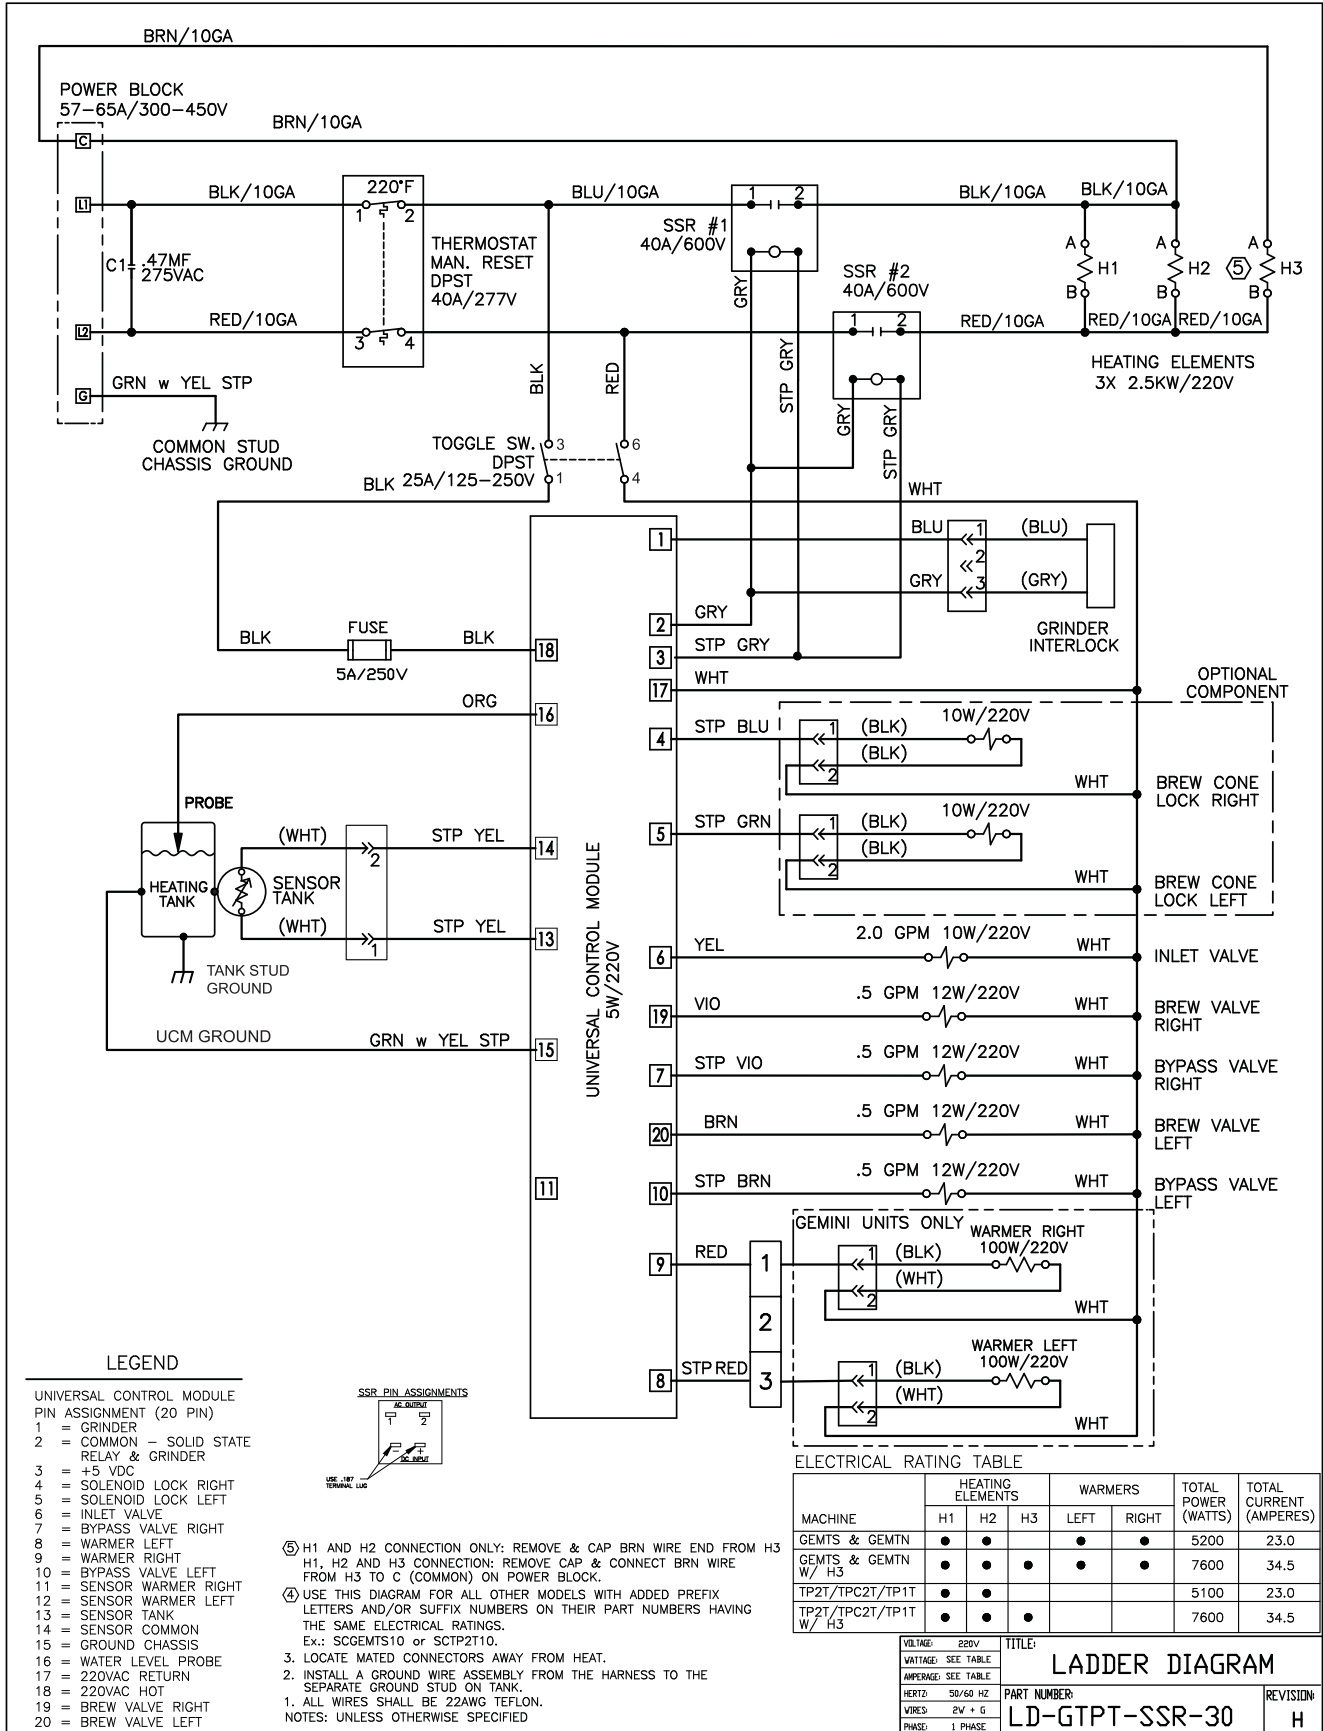 BRN/10GA
POWER BLOCK
57-65A/300-450V
BRN/10GA
C
BLK/10GA
220°F
BLU/10GA
1 2
BLK/10GA
BLK/10GA
L1
1 2
SSR #1
40A/600V
THERMOSTAT
MAN. RESET
DPST
40A/277V
C1
.47MF
275VAC
A
H1
B
A
H2
B
5
A
H3
B
SSR #2
40A/600V
GRY
L2
RED/10GA
3 4
1 2
RED/10GA
RED/10GA
RED/10GA
HEATING ELEMENTS
3X 2.5KW/220V
BLK
RED
STP GRY
G
GRN w YEL STP
GRY
STP GRY
COMMON STUD
CHASSIS GROUND
TOGGLE SW.
DPST
25A/125-250V
3
1
6
4
BLK
WHT
1
BLU
1
(BLU)
2
GRY
3
(GRY)
GRINDER
INTERLOCK
2
GRY
3
STP GRY
17
WHT
BLK
FUSE
5A/250V
BLK
18
OPTIONAL
COMPONENT
ORG
16
4
STP BLU
1
(BLK)
10W/220V
2
(BLK)
WHT
BREW CONE
LOCK RIGHT
PROBE
5
STP GRN
1
(BLK)
10W/220V
2
(BLK)
WHT
BREW CONE
LOCK LEFT
HEATING
TANK
(WHT)
2
STP YEL
14
SENSOR
TANK
(WHT)
1
STP YEL
13
TANK STUD
GROUND
UCM GROUND
GRN w YEL STP
15
UNIVERSAL CONTROL MODULE
5W/220V
6
YEL
2.0 GPM 10W/220V
WHT
INLET VALVE
19
VIO
.5 GPM 12W/220V
WHT
BREW VALVE
RIGHT
7
STP VIO
.5 GPM 12W/220V
WHT
BYPASS VALVE
RIGHT
20
BRN
.5 GPM 12W/220V
WHT
BREW VALVE
LEFT
11
10
STP BRN
.5 GPM 12W/220V
WHT
BYPASS VALVE
LEFT
GEMINI UNITS ONLY
9
RED
1
1
(BLK)
WARMER RIGHT
100W/220V
2
(WHT)
WHT
2
8
STP RED
3
1
(BLK)
WARMER LEFT
100W/220V
2
(WHT)
WHT
LEGEND
UNIVERSAL CONTROL MODULE
PIN ASSIGNMENT (20 PIN)
1 = GRINDER
2 = COMMON - SOLID STATE
RELAY & GRINDER
3 = +5 VDC
4 = SOLENOID LOCK RIGHT
5 = SOLENOID LOCK LEFT
6 = INLET VALVE
7 = BYPASS VALVE RIGHT
8 = WARMER LEFT
9 = WARMER RIGHT
10 = BYPASS VALVE LEFT
11 = SENSOR WARMER RIGHT
12 = SENSOR WARMER LEFT
13 = SENSOR TANK
14 = SENSOR COMMON
15 = GROUND CHASSIS
16 = WATER LEVEL PROBE
17 = 220VAC RETURN
18 = 220VAC HOT
19 = BREW VALVE RIGHT
20 = BREW VALVE LEFT
SSR PIN ASSIGNMENTS
AC OUTPUT
1 2
- +
DC INPUT
USE .187
TERMINAL LUG
5 H1 AND H2 CONNECTION ONLY: REMOVE & CAP BRN WIRE END FROM H3
H1, H2 AND H3 CONNECTION: REMOVE CAP & CONNECT BRN WIRE
FROM H3 TO C (COMMON) ON POWER BLOCK.
4 USE THIS DIAGRAM FOR ALL OTHER MODELS WITH ADDED PREFIX
LETTERS AND/OR SUFFIX NUMBERS ON THEIR PART NUMBERS HAVING
THE SAME ELECTRICAL RATINGS.
Ex.: SCGEMTS10 or SCTP2T10.
3. LOCATE MATED CONNECTORS AWAY FROM HEAT.
2. INSTALL A GROUND WIRE ASSEMBLY FROM THE HARNESS TO THE
SEPARATE GROUND STUD ON TANK.
1. ALL WIRES SHALL BE 22AWG TEFLON.
NOTES: UNLESS OTHERWISE SPECIFIED
ELECTRICAL RATING TABLE
MACHINE
HEATING
ELEMENTS
WARMERS
TOTAL
POWER
(WATTS)
TOTAL
CURRENT
(AMPERES)
H1 H2 H3 LEFT RIGHT
GEMTS & GEMTN ● ● ● ● 5200 23.0
GEMTS & GEMTN
W/ H3 ● ● ● ● ● 7600 34.5
TP2T/TPC2T/TP1T ● ● 5100 23.0
TP2T/TPC2T/TP1T
W/ H3 ● ● ● 7600 34.5
VOLTAGE: 220V
WATTAGE: SEE TABLE
AMPERAGE: SEE TABLE
HERTZ: 50/60 HZ
WIRES: 2W + G
PHASE: 1 PHASE
TITLE:
LADDER DIAGRAM
PART NUMBER:
LD-GTPT-SSR-30
REVISION:
H